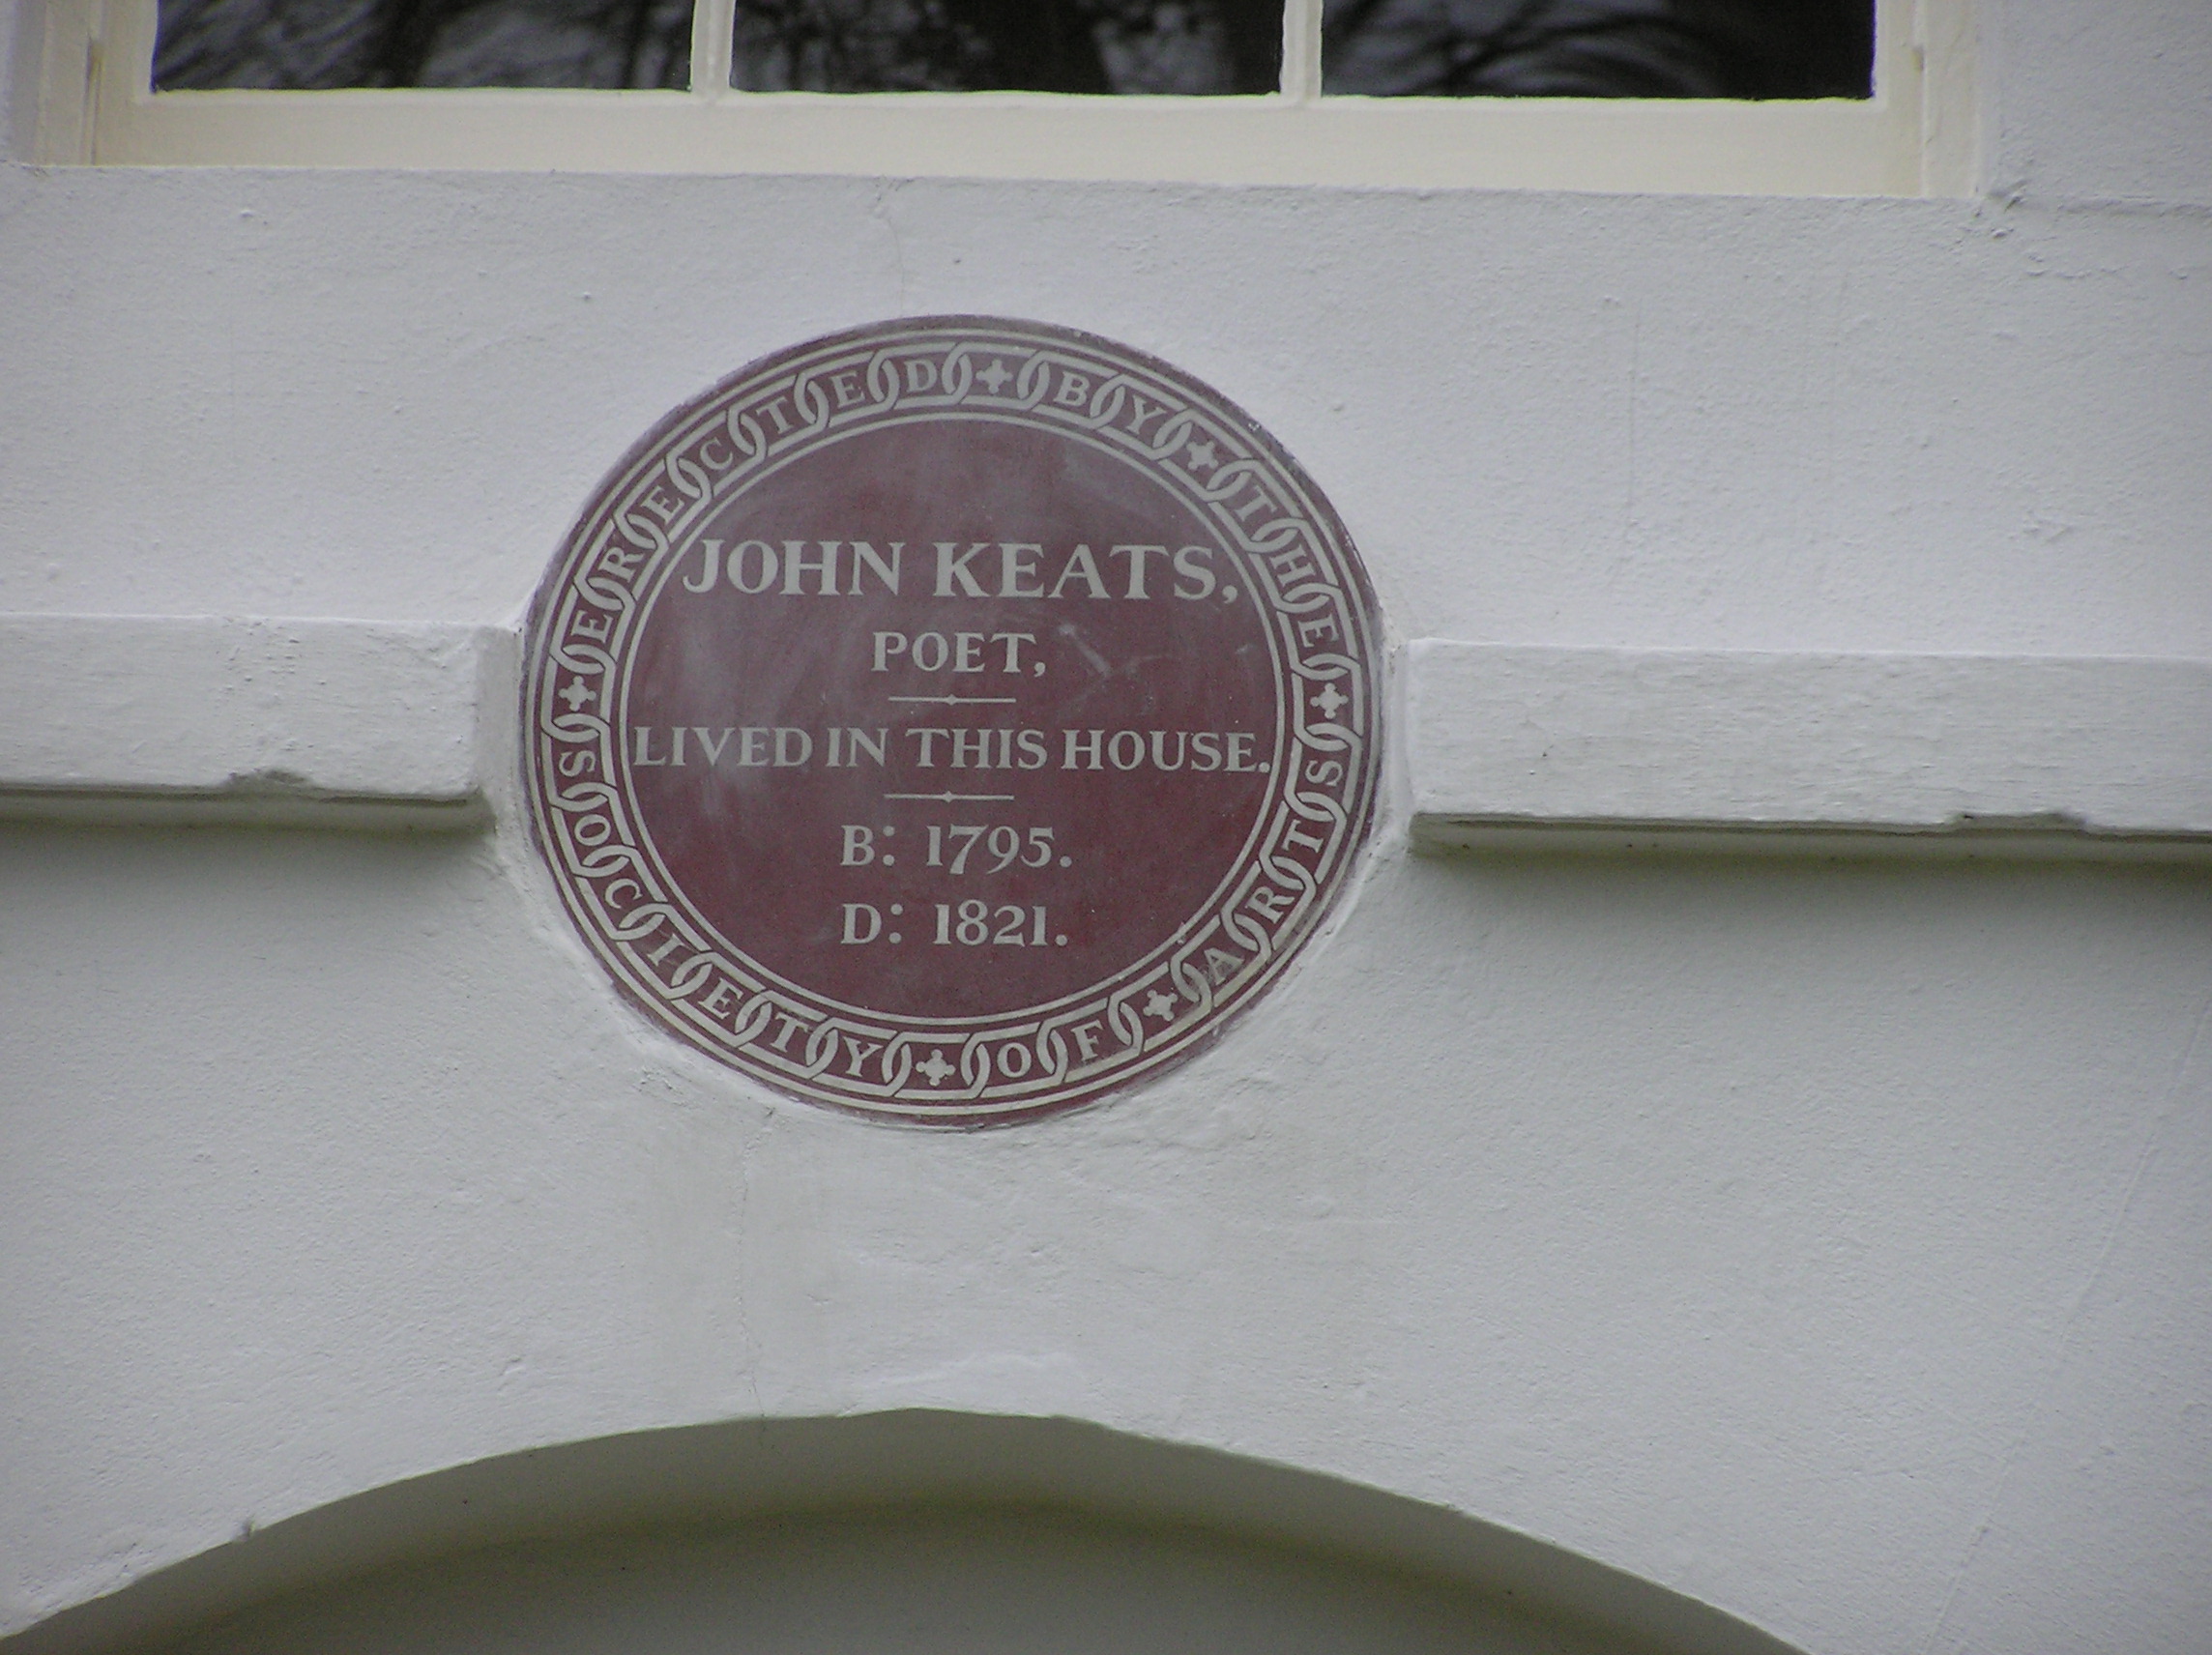 JOHN KEATS,
POET,
LIVED IN THIS HOUSE.
B: 1795.
D: 1821.
ERECTED BY THE
SOCIETY OF ARTS